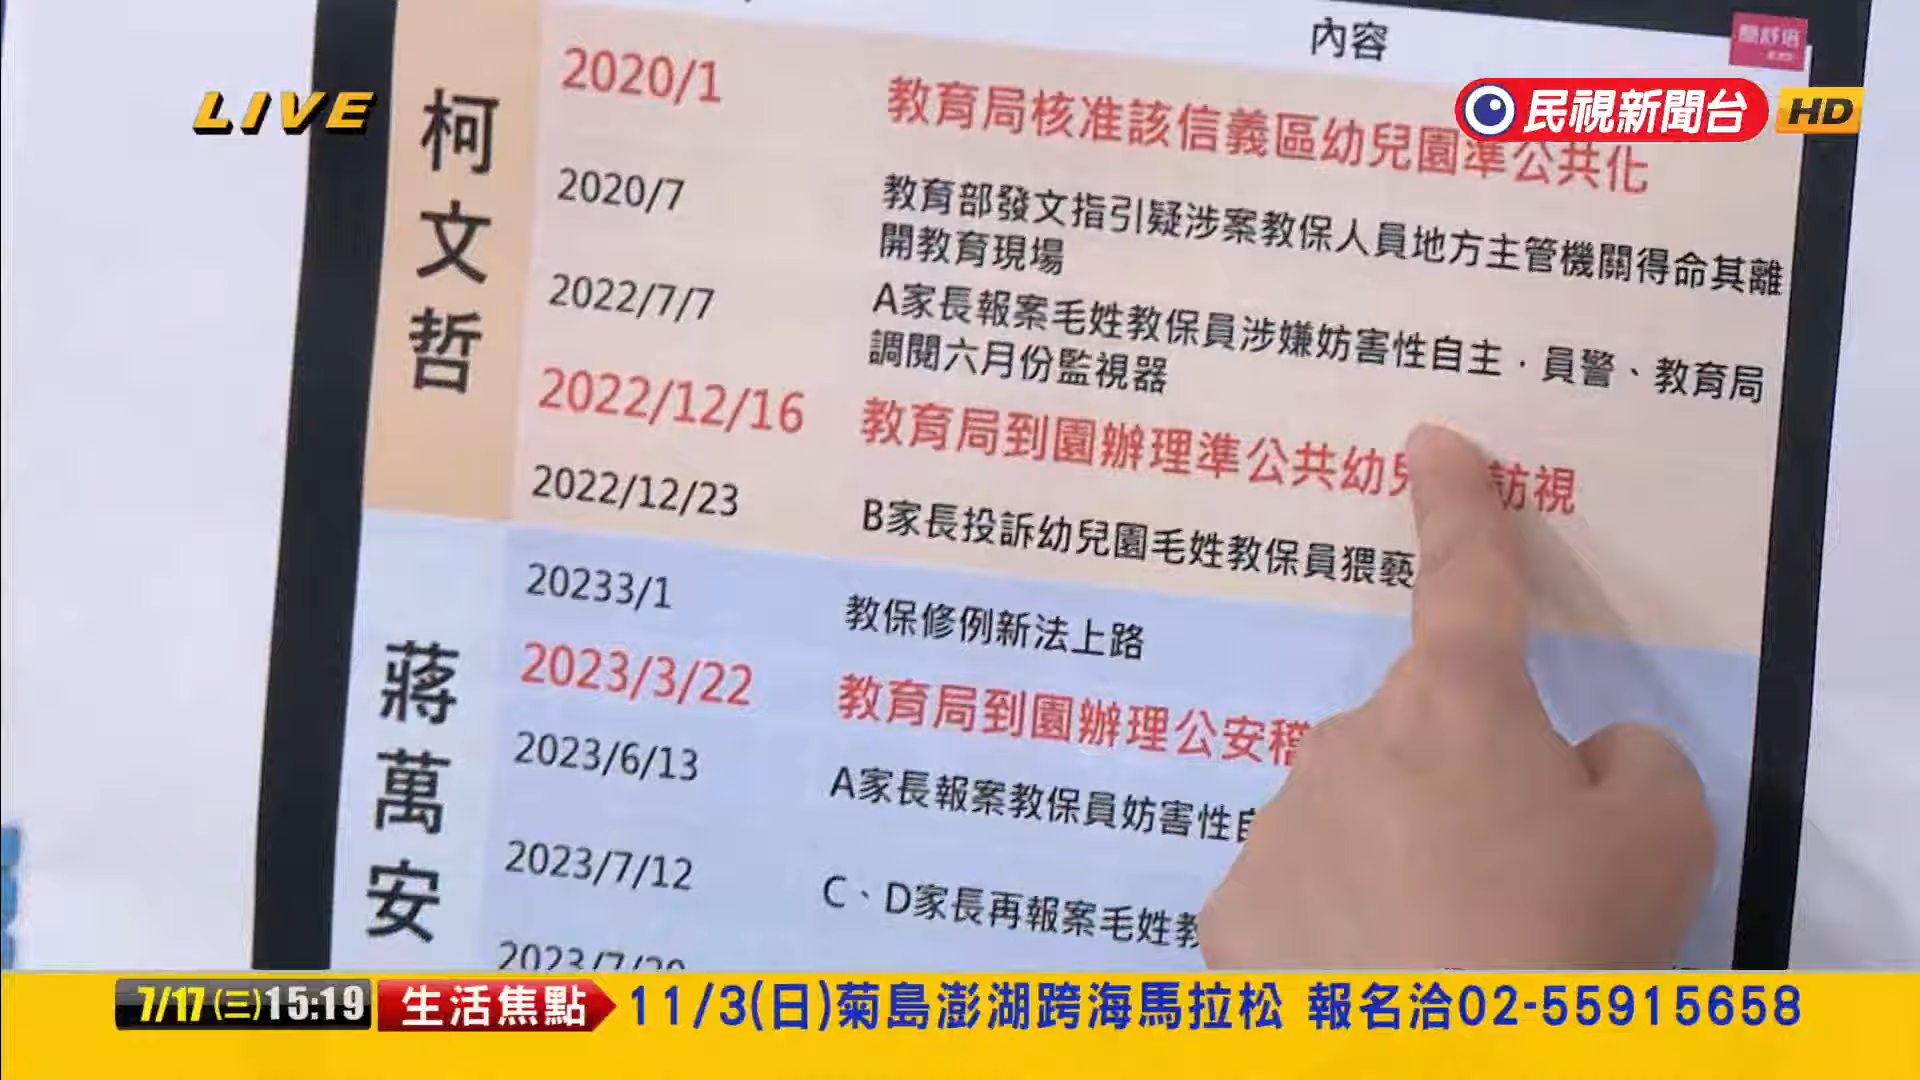 內容
簡舒培
LIVE
民視新聞台 HD
柯文哲
2020/1 教育局核准該信義區幼兒園準公共化
2020/7 教育部發文指引疑涉案教保人員地方主管機關得命其離
開教育現場
2022/7/7 A家長報案毛姓教保員涉嫌妨害性自主，員警、教育局
調閱六月份監視器
2022/12/16 教育局到園辦理準公共幼兒 訪視
2022/12/23 B家長投訴幼兒園毛姓教保員猥褻
蔣萬安
20233/1 教保修例新法上路
2023/3/22 教育局到園辦理公安稽
2023/6/13 A家長報案教保員妨害性自
2023/7/12 C、D家長再報案毛姓教
7/17(三)15:19 生活焦點 11/3(日)菊島澎湖跨海馬拉松 報名洽02-55915658